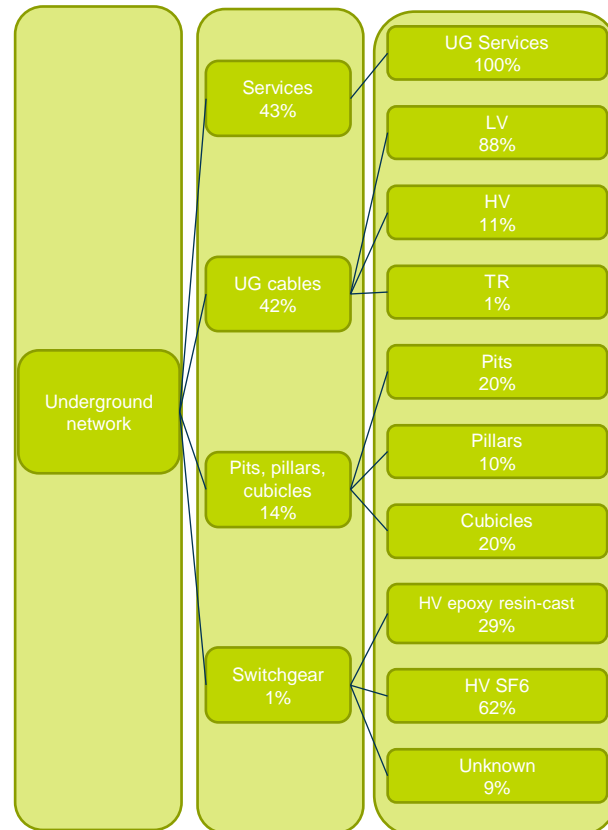 Underground
network
Services
43%
UG cables
42%
Pits, pillars,
cubicles
14%
Switchgear
1%
UG Services
100%
LV
88%
HV
11%
TR
1%
Pits
20%
Pillars
10%
Cubicles
20%
HV epoxy resin-cast
29%
HV SF6
62%
Unknown
9%